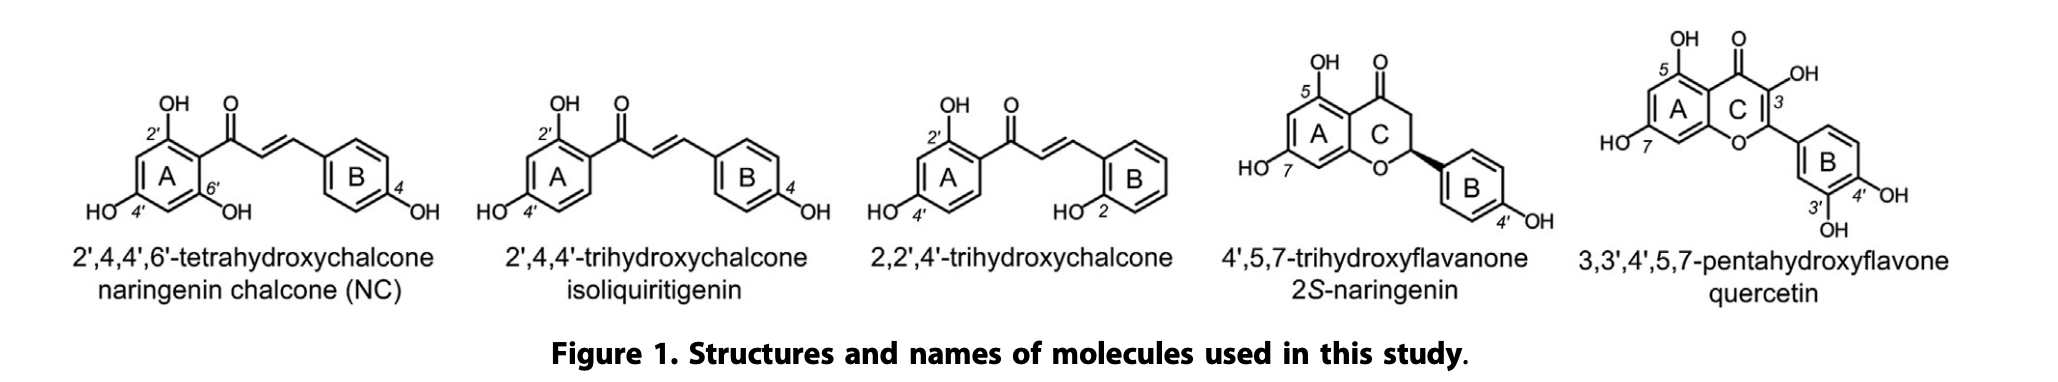 OH O
2'
A B
6' 4
HO 4' OH OH
2',4,4',6'-tetrahydroxychalcone
naringenin chalcone (NC)
OH O
2'
A B
4
HO 4' OH
2',4,4'-trihydroxychalcone
isoliquiritigenin
OH O
2'
A B
HO 4' HO 2
2,2',4'-trihydroxychalcone
OH O
5
A C
HO 7 O
B
4' OH
4',5,7-trihydroxyflavanone
2S-naringenin
OH O
5 OH
A C 3
HO 7 O
B
4' OH
3'
OH
3,3',4',5,7-pentahydroxyflavone
quercetin
Figure 1. Structures and names of molecules used in this study.